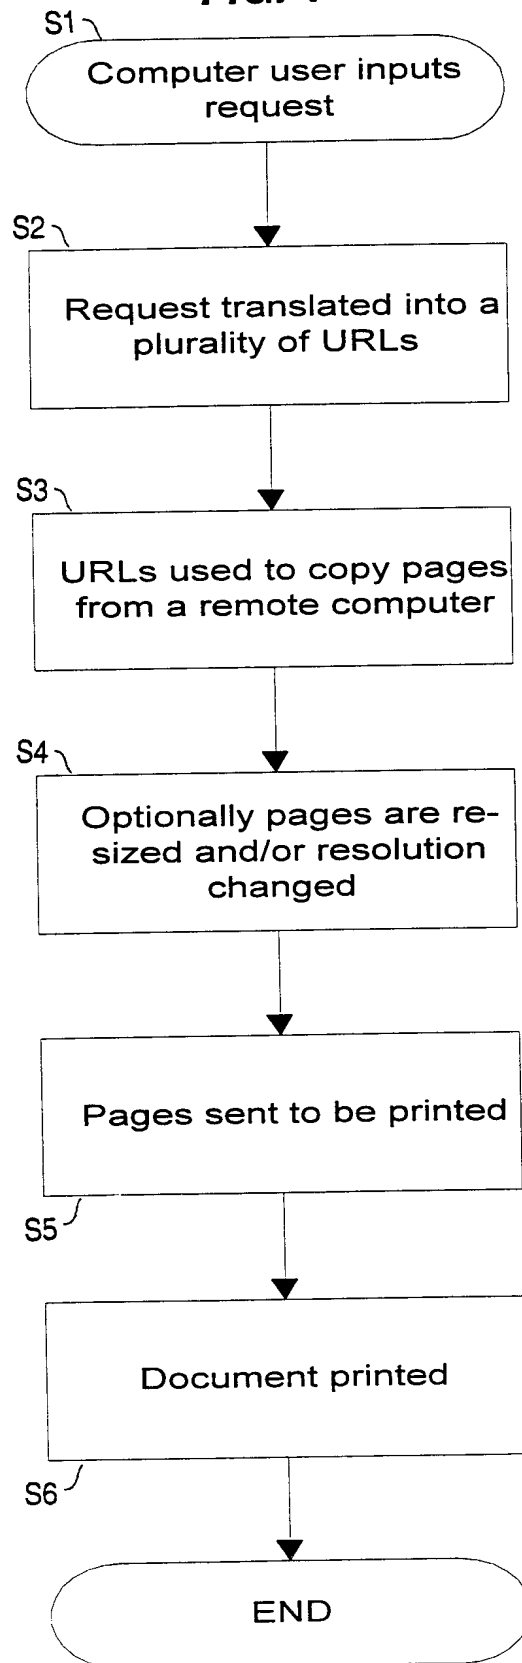 S1
Computer user inputs
request
S2
Request translated into a
plurality of URLs
S3
URLs used to copy pages
from a remote computer
S4
Optionally pages are re-
sized and/or resolution
changed
Pages sent to be printed
S5
Document printed
S6
END